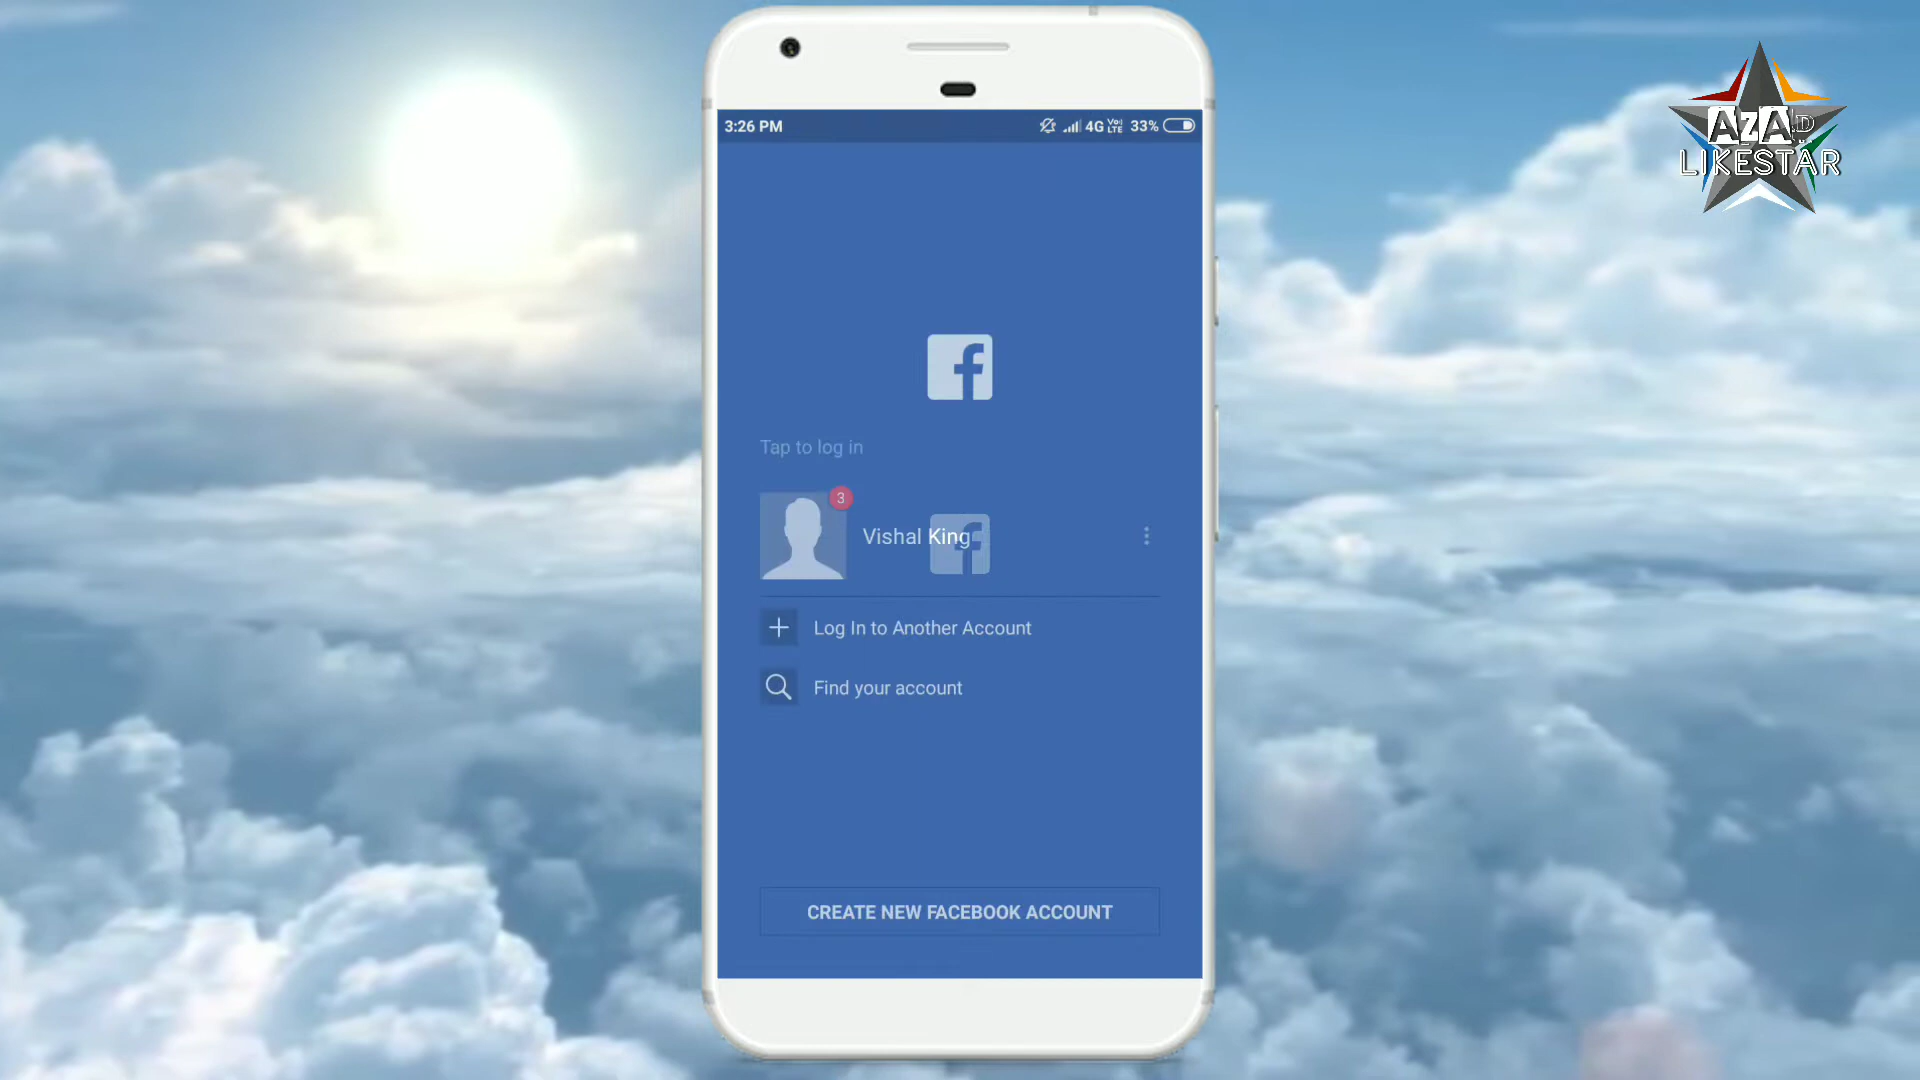 3:26 PM
4G VoLTE 33%
AZAD
LIKESTAR
Tap to log in
3
Vishal King
Log In to Another Account
Find your account
CREATE NEW FACEBOOK ACCOUNT